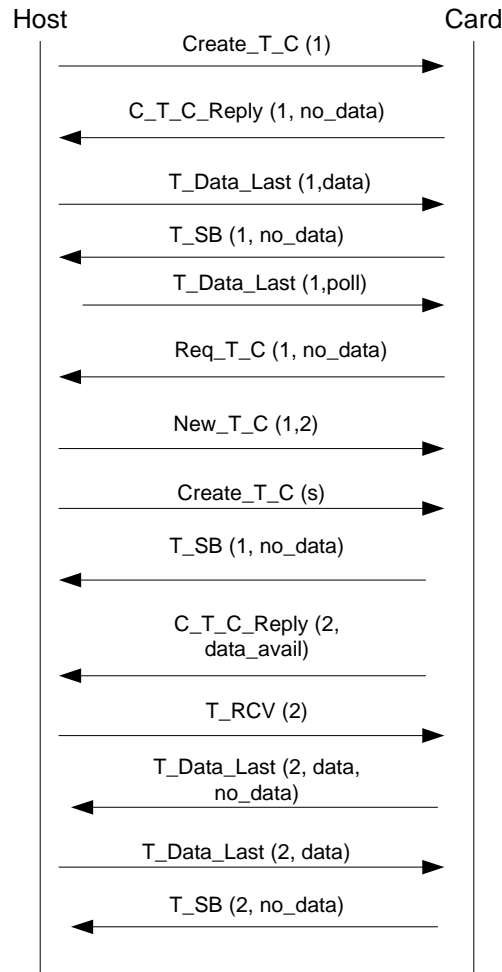 Host
Card
Create_T_C (1)
C_T_C_Reply (1, no_data)
T_Data_Last (1,data)
T_SB (1, no_data)
T_Data_Last (1,poll)
Req_T_C (1, no_data)
New_T_C (1,2)
Create_T_C (s)
T_SB (1, no_data)
C_T_C_Reply (2,
data_avail)
T_RCV (2)
T_Data_Last (2, data,
no_data)
T_Data_Last (2, data)
T_SB (2, no_data)